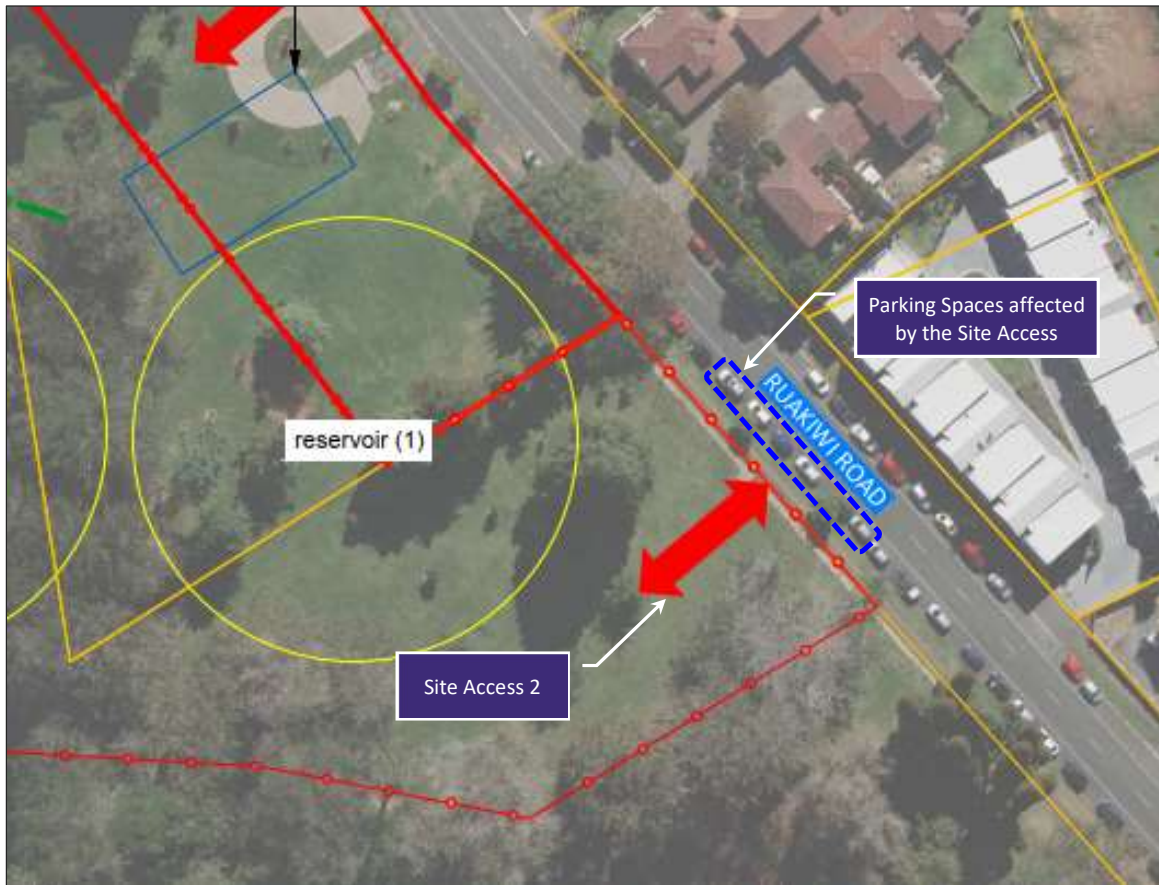 Parking Spaces affected
by the Site Access
RUAKIWI ROAD
reservoir (1)
Site Access 2